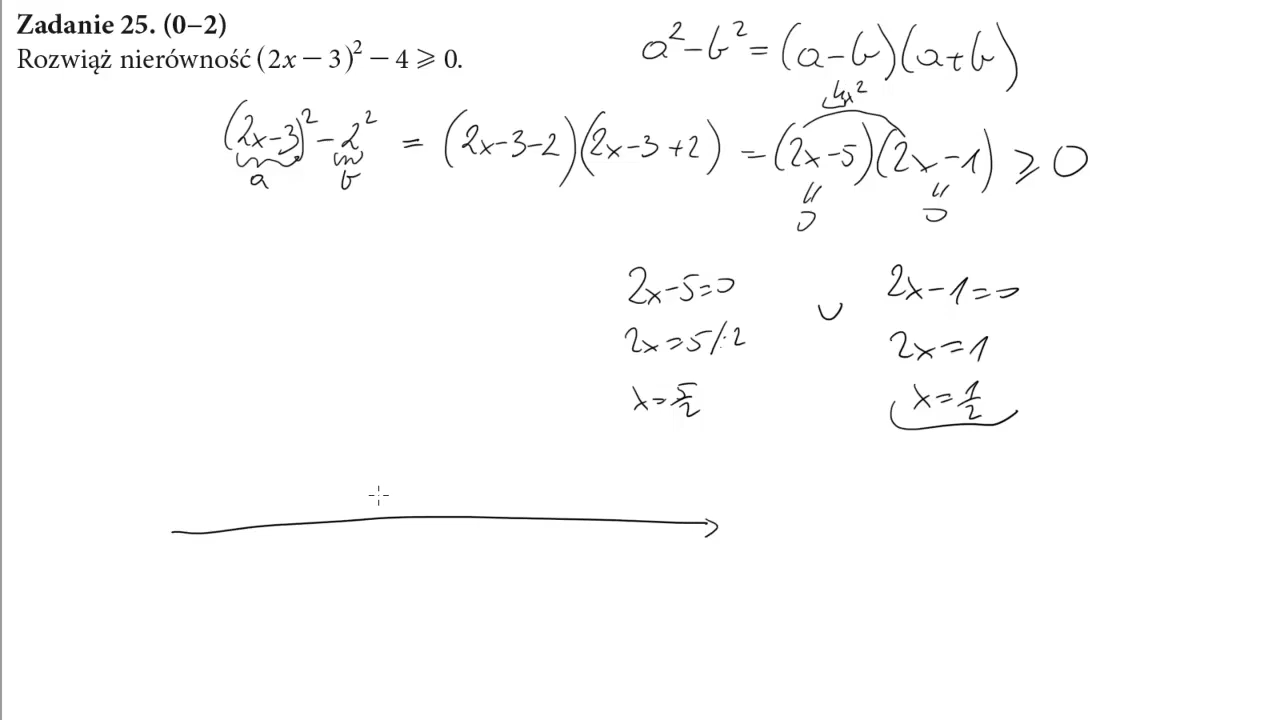 Zadanie 25. (0–2)
Rozwiąż nierówność (2x − 3)² − 4 ⩾ 0.
a² − b² = (a − b)(a + b)
4x²
(2x − 3)² − 2² = (2x − 3 − 2)(2x − 3 + 2) = (2x − 5)(2x − 1) ⩾ 0
a b
0 0
2x − 5 = 0 ∪ 2x − 1 = 0
2x = 5 /:2 2x = 1
x = 5/2 x = 1/2